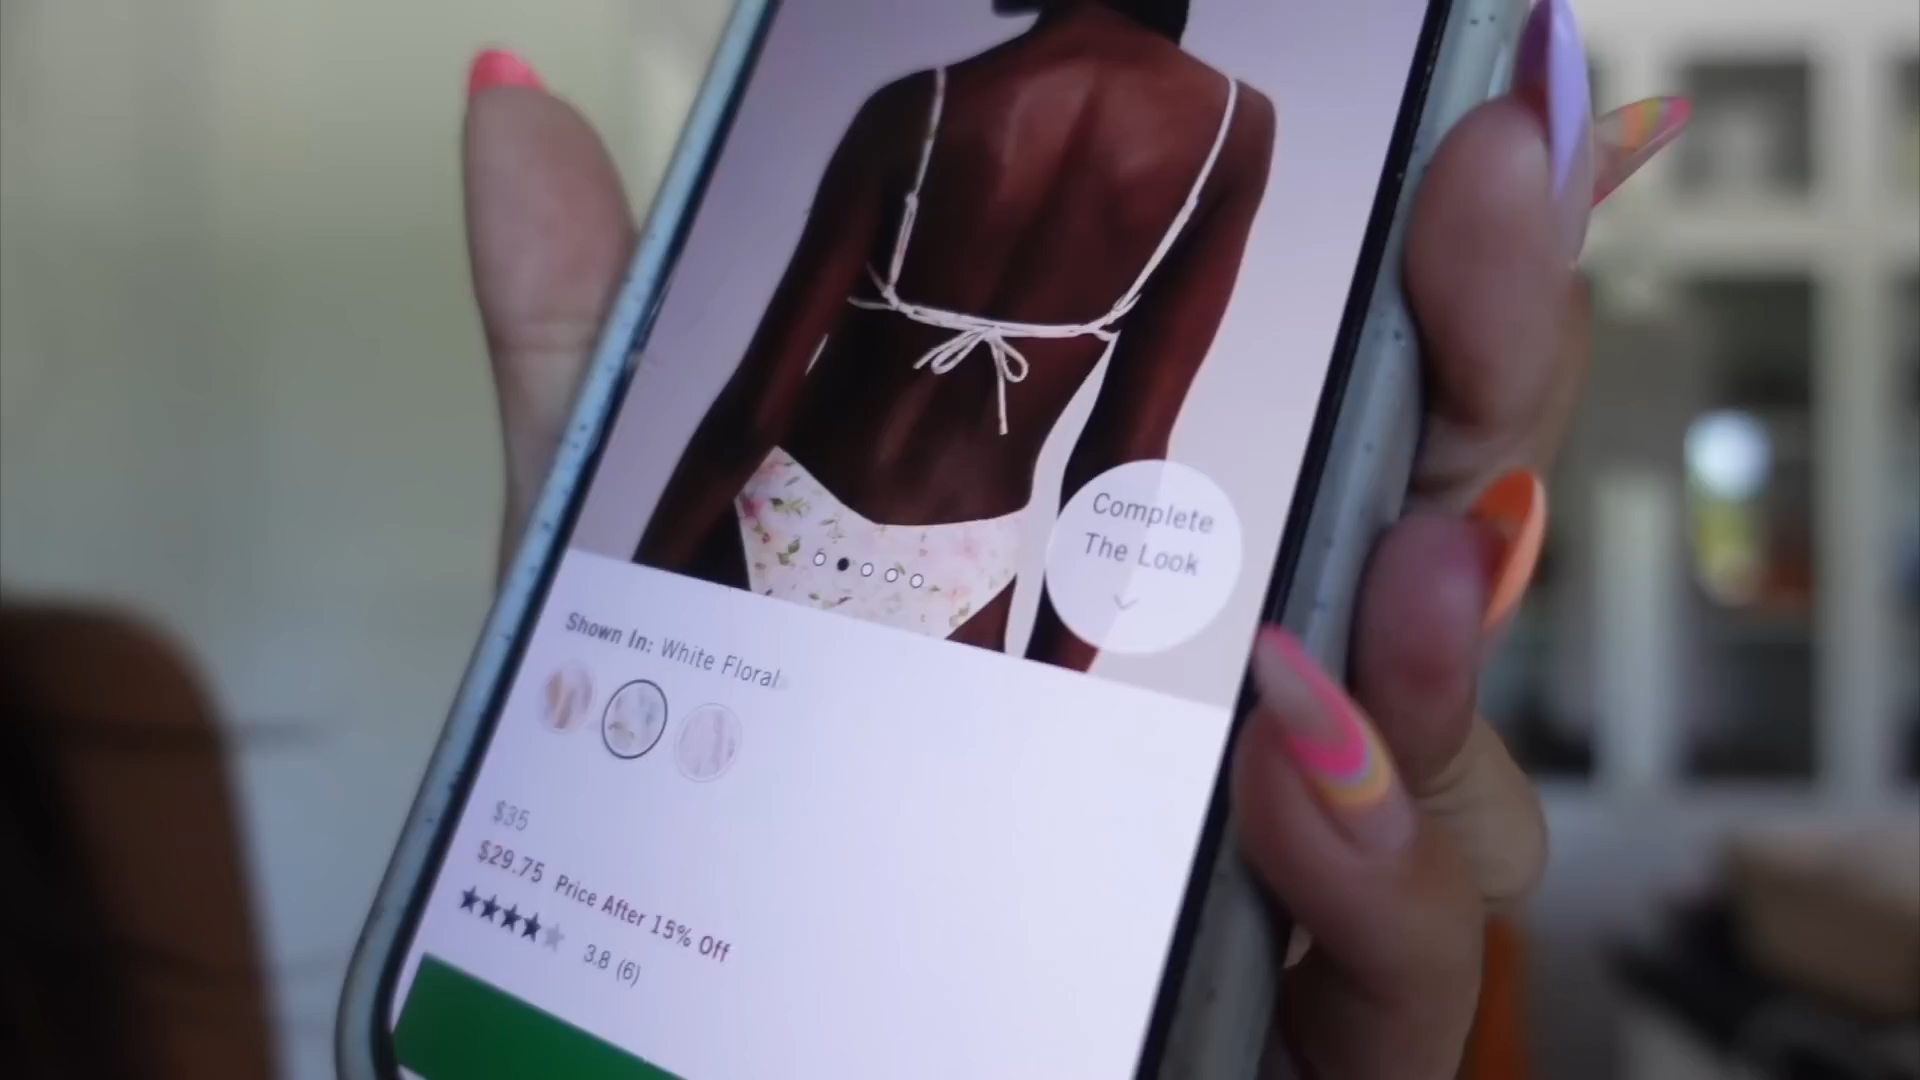 Complete
The Look
Shown In: White Floral
$35
$29.75 Price After 15% Off
3.8 (6)